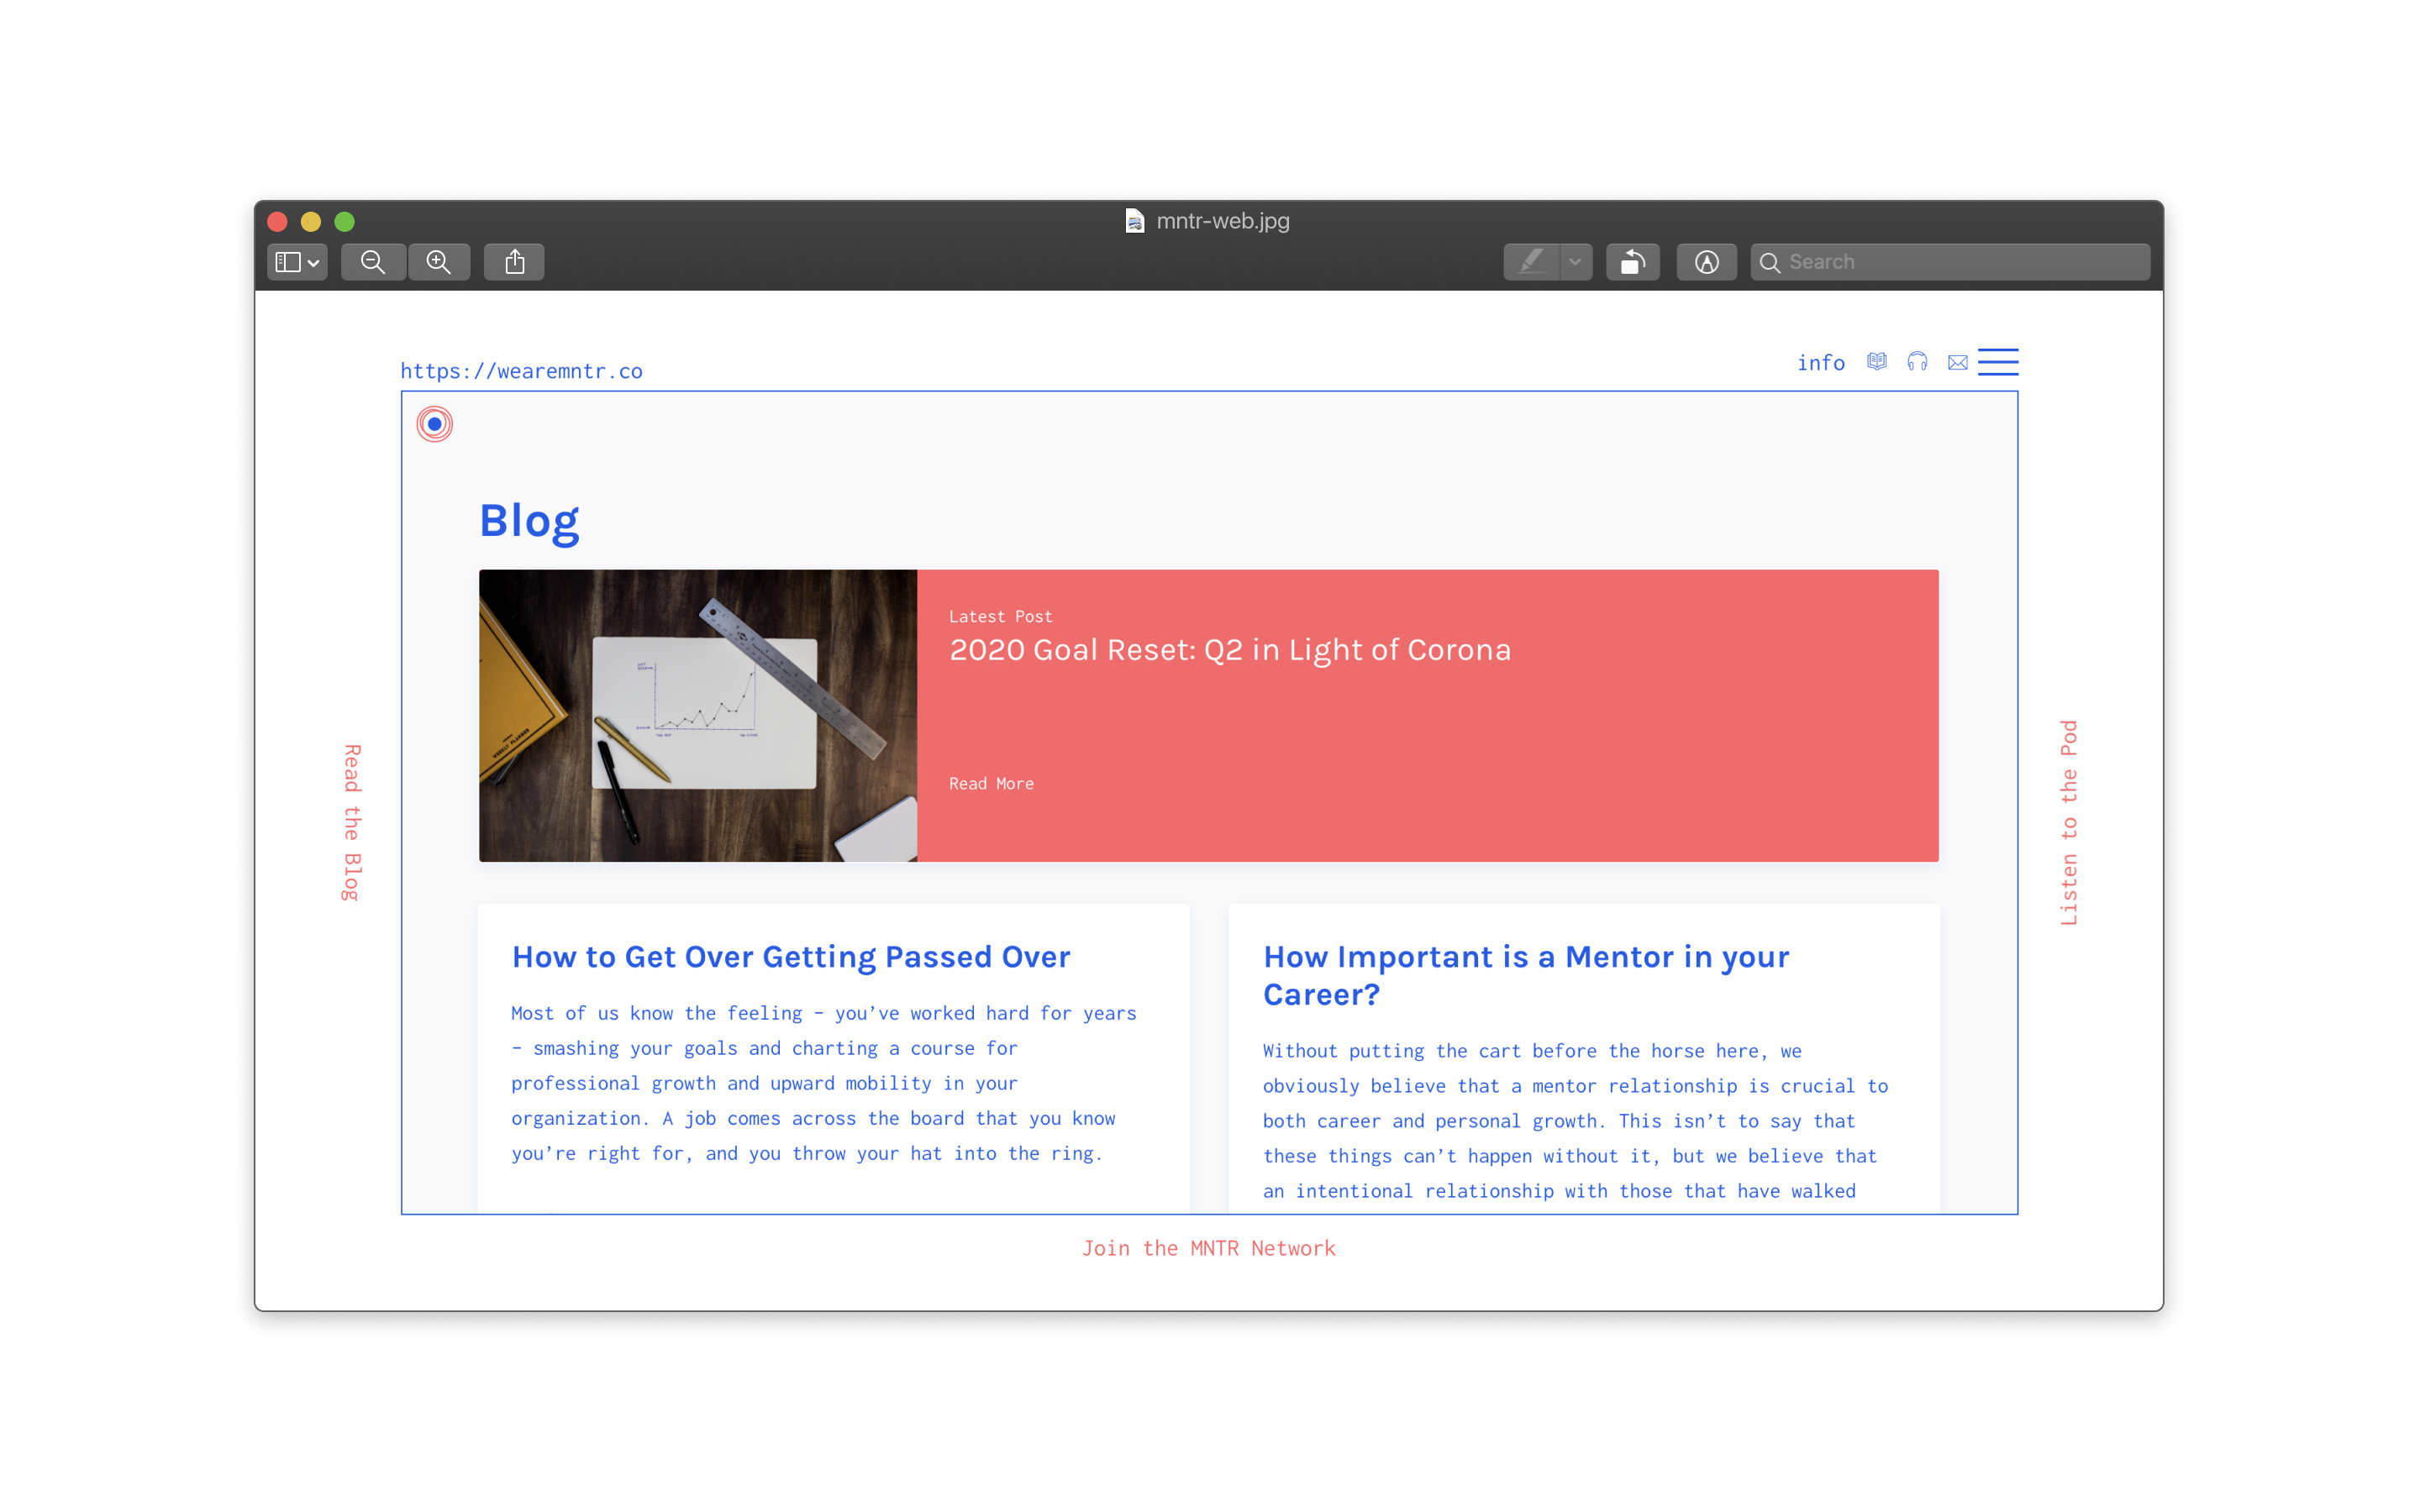 mntr-web.jpg
Search
https://wearemntr.co
info
Blog
WEEKLY PLANNER
Latest Post
2020 Goal Reset: Q2 in Light of Corona
Read More
Read the Blog
Listen to the Pod
How to Get Over Getting Passed Over
Most of us know the feeling – you’ve worked hard for years
– smashing your goals and charting a course for
professional growth and upward mobility in your
organization. A job comes across the board that you know
you’re right for, and you throw your hat into the ring.
How Important is a Mentor in your
Career?
Without putting the cart before the horse here, we
obviously believe that a mentor relationship is crucial to
both career and personal growth. This isn’t to say that
these things can’t happen without it, but we believe that
an intentional relationship with those that have walked
Join the MNTR Network